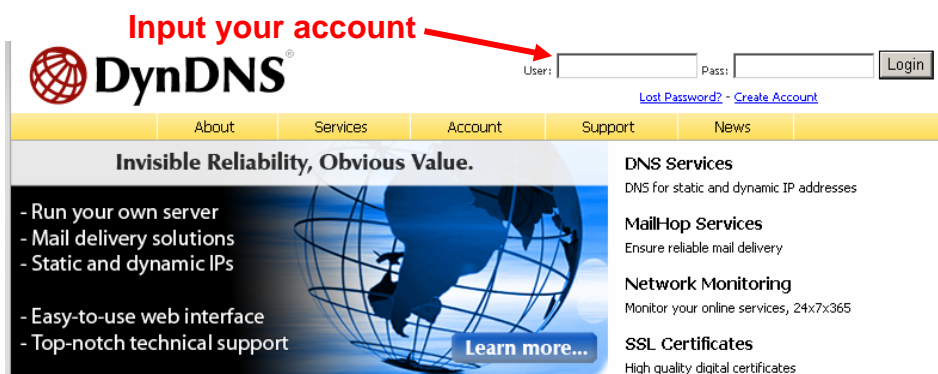 Input your account
DynDNS®
User: Pass: Login
Lost Password? - Create Account
About Services Account Support News
Invisible Reliability, Obvious Value.
- Run your own server
- Mail delivery solutions
- Static and dynamic IPs
- Easy-to-use web interface
- Top-notch technical support
Learn more...
DNS Services
DNS for static and dynamic IP addresses
MailHop Services
Ensure reliable mail delivery
Network Monitoring
Monitor your online services, 24x7x365
SSL Certificates
High quality digital certificates